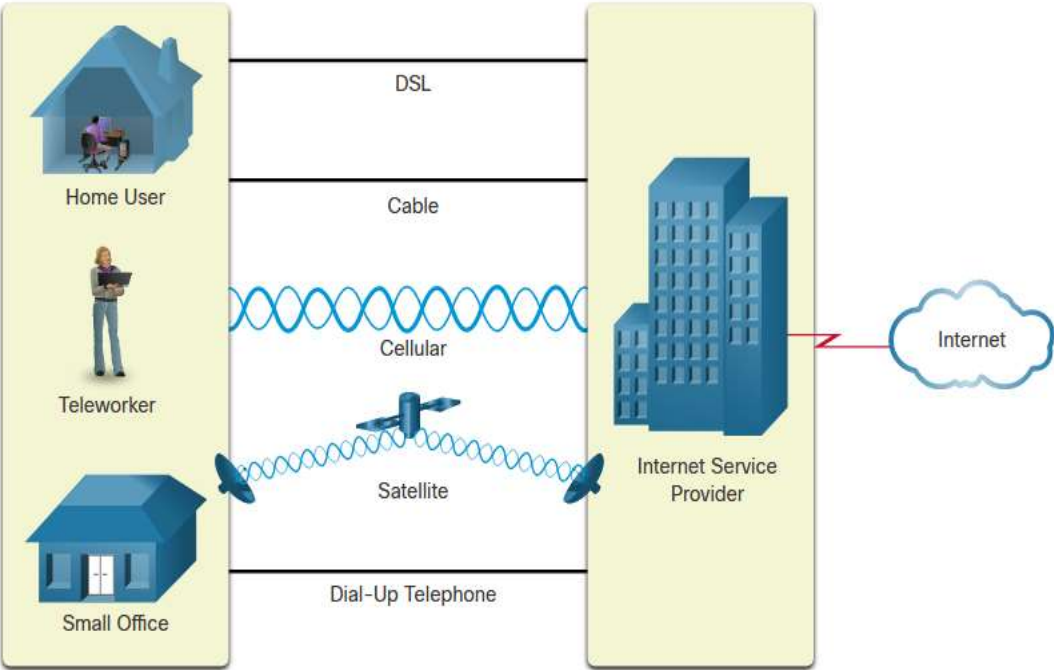 Home User
Teleworker
Small Office
DSL
Cable
Cellular
Satellite
Dial-Up Telephone
Internet Service
Provider
Internet